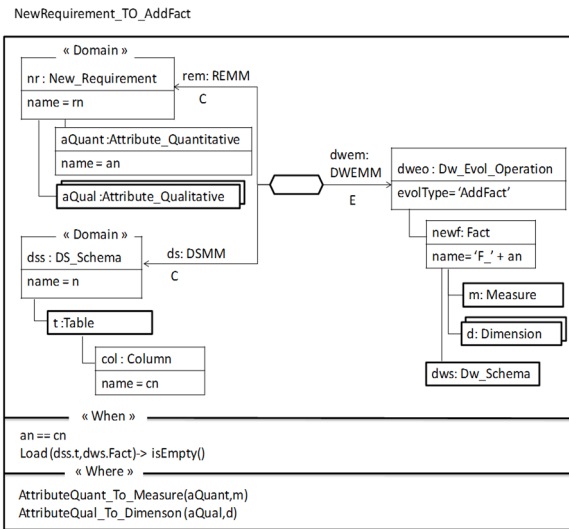 NewRequirement_TO_AddFact
« Domain »
nr : New_Requirement
name = rn
aQuant :Attribute_Quantitative
name = an
aQual :Attribute_Qualitative
rem: REMM
C
« Domain »
dss : DS_Schema
name = n
t :Table
col : Column
name = cn
ds: DSMM
C
dwem:
DWEMM
E
dweo : Dw_Evol_Operation
evolType= ‘AddFact’
newf: Fact
name= ‘F_’ + an
m: Measure
d: Dimension
dws: Dw_Schema
« When »
an == cn
Load (dss.t,dws.Fact)-> isEmpty()
« Where »
AttributeQuant_To_Measure(aQuant,m)
AttributeQual_To_Dimenson (aQual,d)